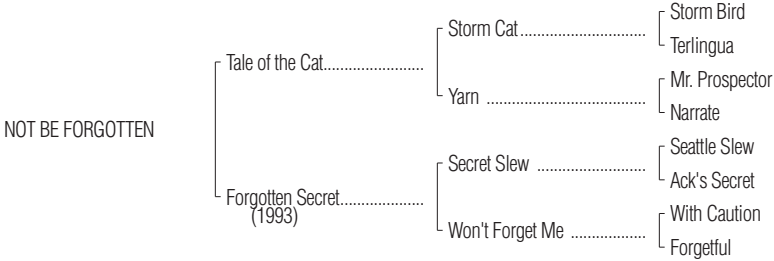 Storm Bird
Storm Cat..............................
Terlingua
Tale of the Cat........................
Mr. Prospector
Yarn ......................................
Narrate
NOT BE FORGOTTEN
Seattle Slew
Secret Slew ..........................
Ack's Secret
Forgotten Secret....................
(1993)
With Caution
Won't Forget Me ..................
Forgetful